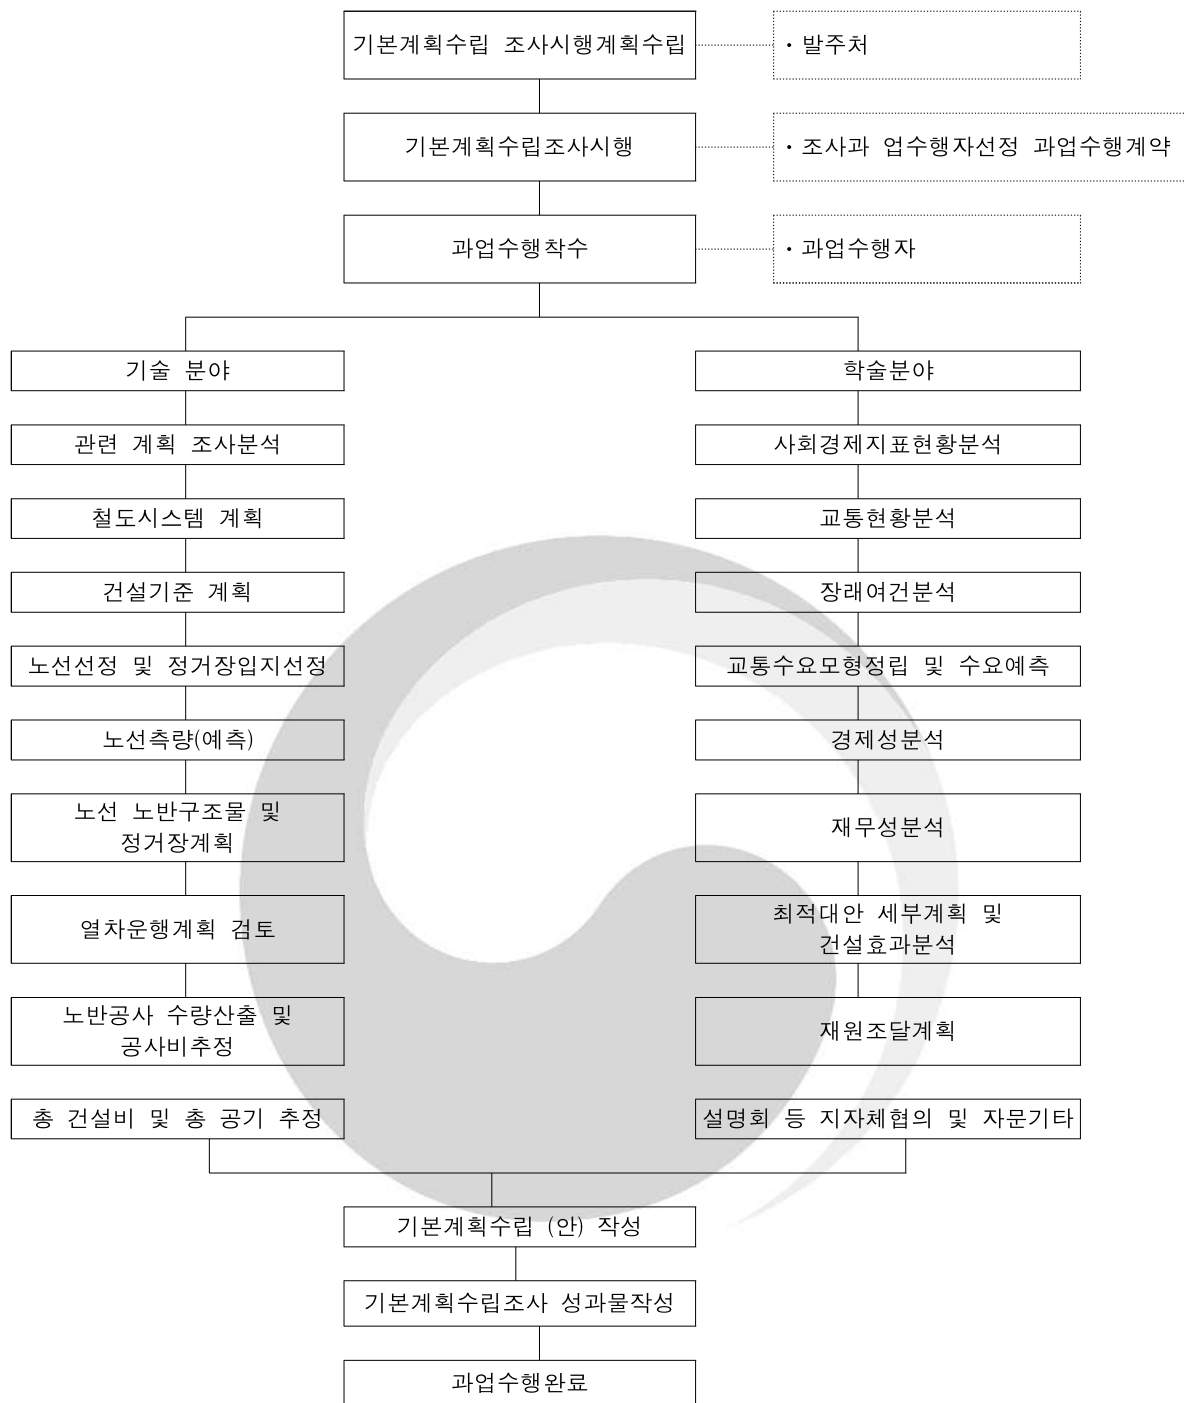 기본계획수립 조사시행계획수립
· 발주처
기본계획수립조사시행
· 조사과 업수행자선정 과업수행계약
과업수행착수
· 과업수행자
기술 분야
관련 계획 조사분석
철도시스템 계획
건설기준 계획
노선선정 및 정거장입지선정
노선측량(예측)
노선 노반구조물 및
정거장계획
열차운행계획 검토
노반공사 수량산출 및
공사비추정
총 건설비 및 총 공기 추정
학술분야
사회경제지표현황분석
교통현황분석
장래여건분석
교통수요모형정립 및 수요예측
경제성분석
재무성분석
최적대안 세부계획 및
건설효과분석
재원조달계획
설명회 등 지자체협의 및 자문기타
기본계획수립 (안) 작성
기본계획수립조사 성과물작성
과업수행완료